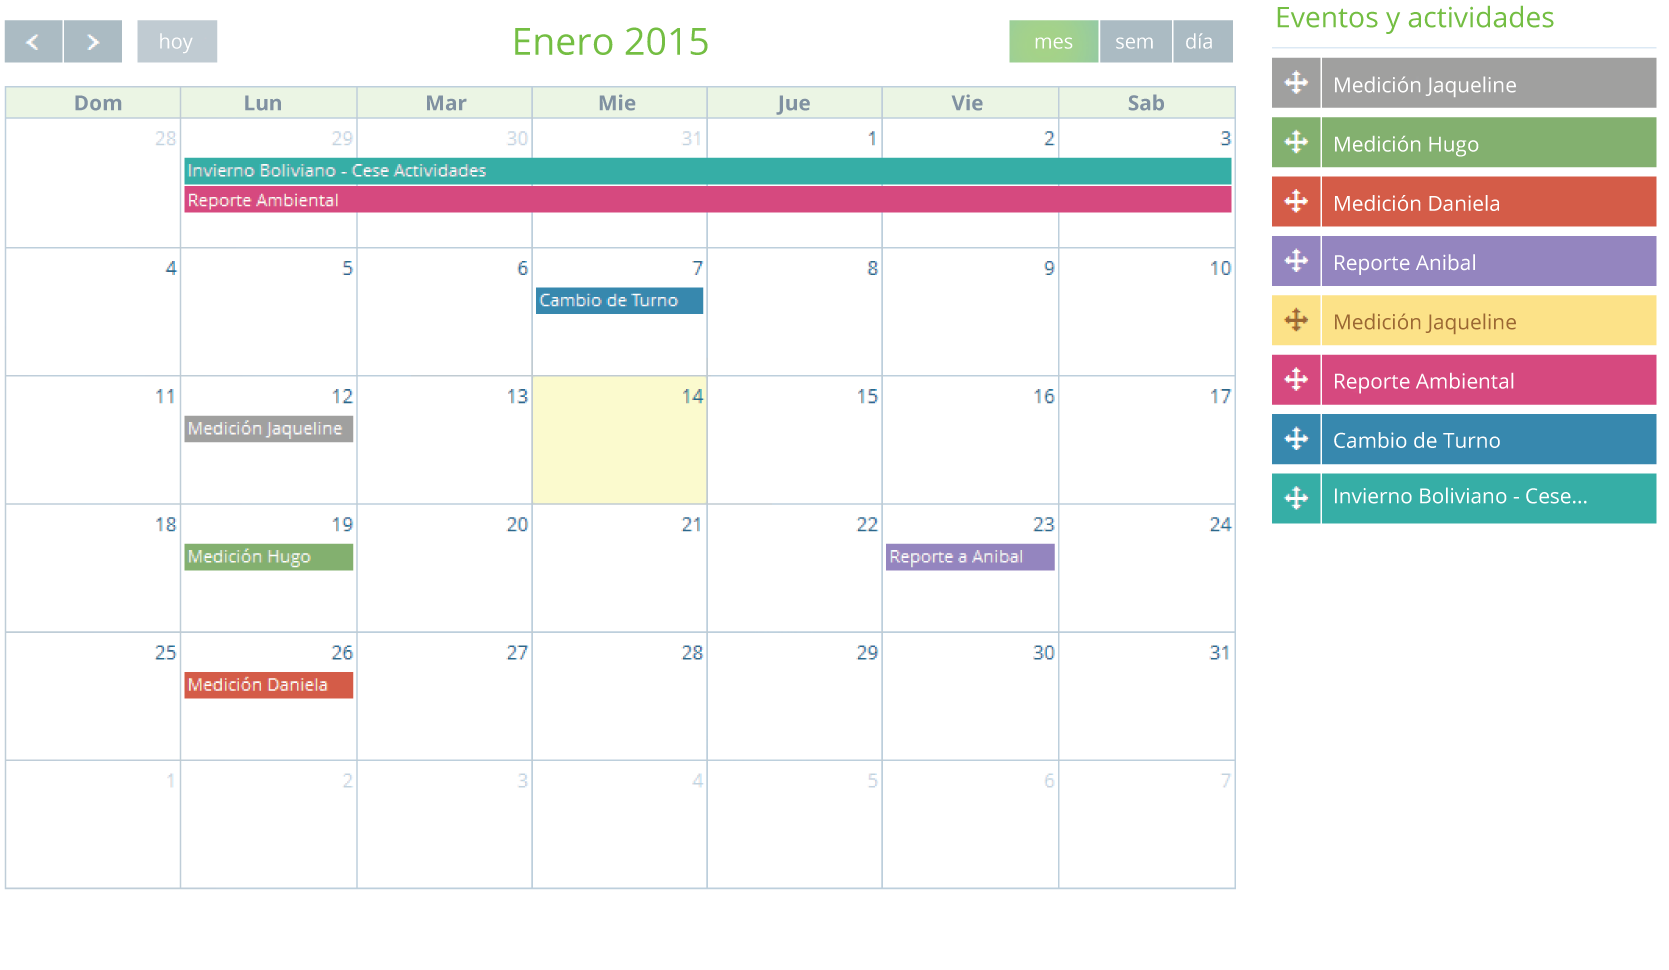 hoy
Enero 2015
mes sem día
Dom Lun Mar Mie Jue Vie Sab
28 29 30 31 1 2 3
Invierno Boliviano - Cese Actividades
Reporte Ambiental
4 5 6 7 8 9 10
Cambio de Turno
11 12 13 14 15 16 17
Medición Jaqueline
18 19 20 21 22 23 24
Medición Hugo Reporte a Anibal
25 26 27 28 29 30 31
Medición Daniela
1 2 3 4 5 6 7
Eventos y actividades
Medición Jaqueline
Medición Hugo
Medición Daniela
Reporte Anibal
Medición Jaqueline
Reporte Ambiental
Cambio de Turno
Invierno Boliviano - Cese...